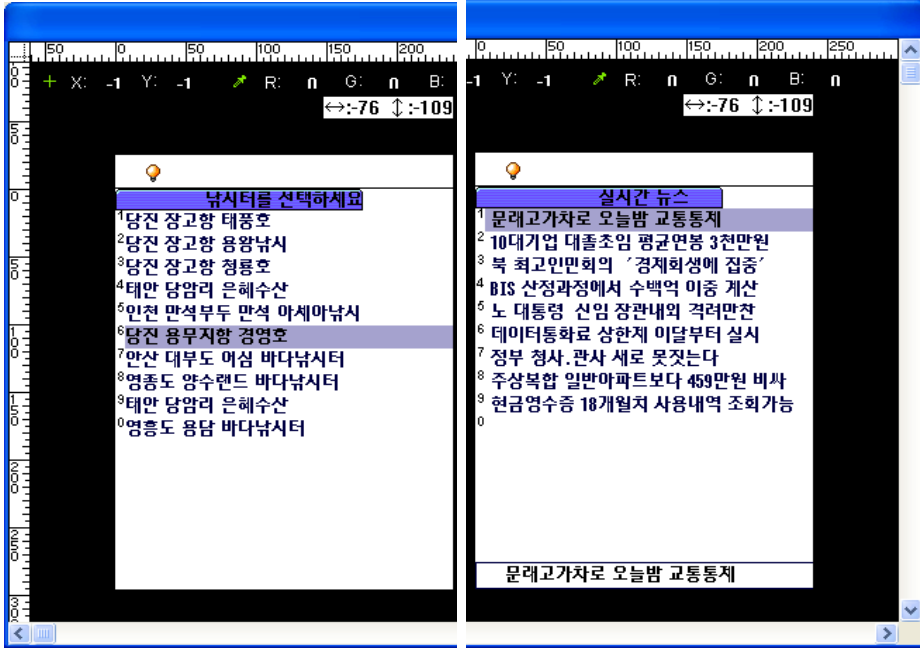 50 0 50 100 150 200
+ X: -1 Y: -1 R: 0 G: 0 B:
↔:-76 ↕:-109
낚시터를 선택하세요
1당진 장고항 태풍호
2당진 장고항 용왕낚시
3당진 장고항 청룡호
4태안 당암리 은혜수산
5인천 만석부두 만석 아세아낚시
6당진 용무지항 경영호
7안산 대부도 어심 바다낚시터
8영종도 양수랜드 바다낚시터
9태안 당암리 은혜수산
0영흥도 용담 바다낚시터
0 50 100 150 200 250
-1 Y: -1 R: 0 G: 0 B: 0
↔:-76 ↕:-109
실시간 뉴스
1 문래고가차로 오늘밤 교통통제
2 10대기업 대졸초임 평균연봉 3천만원
3 북 최고인민회의 ´경제회생에 집중´
4 BIS 산정과정에서 수백억 이중 계산
5 노 대통령 신임 장관내외 격려만찬
6 데이터통화료 상한제 이달부터 실시
7 정부 청사.관사 새로 못짓는다
8 주상복합 일반아파트보다 459만원 비싸
9 현금영수증 18개월치 사용내역 조회가능
0
문래고가차로 오늘밤 교통통제